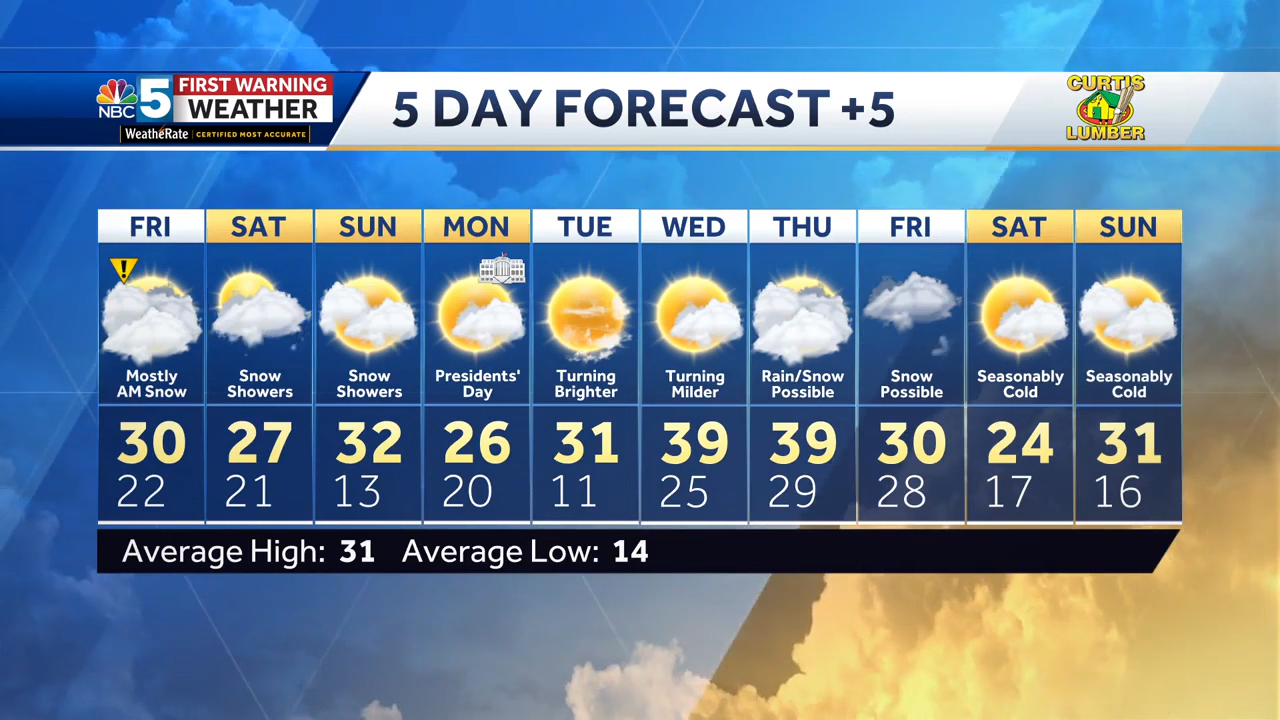 NBC 5 FIRST WARNING
WEATHER
WeatheRate CERTIFIED MOST ACCURATE
5 DAY FORECAST +5
CURTIS
LUMBER
FRI SAT SUN MON TUE WED THU FRI SAT SUN
!
Mostly Snow Snow Presidents' Turning Turning Rain/Snow Snow Seasonably Seasonably
AM Snow Showers Showers Day Brighter Milder Possible Possible Cold Cold
30 27 32 26 31 39 39 30 24 31
22 21 13 20 11 25 29 28 17 16
Average High: 31 Average Low: 14